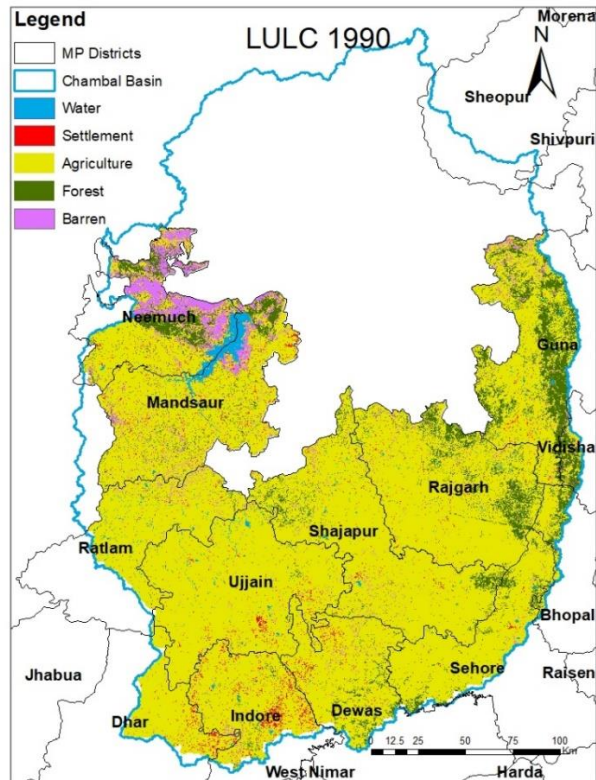 Legend
MP Districts
Chambal Basin
Water
Settlement
Agriculture
Forest
Barren
LULC 1990
N
Morena
Sheopur
Shivpuri
Neemuch
Guna
Mandsaur
Vidisha
Rajgarh
Shajapur
Ratlam
Ujjain
Bhopal
Jhabua
Sehore
Raisen
Dhar
Indore
Dewas
0 12.5 25 50 75 100
Km
West Nimar
Harda